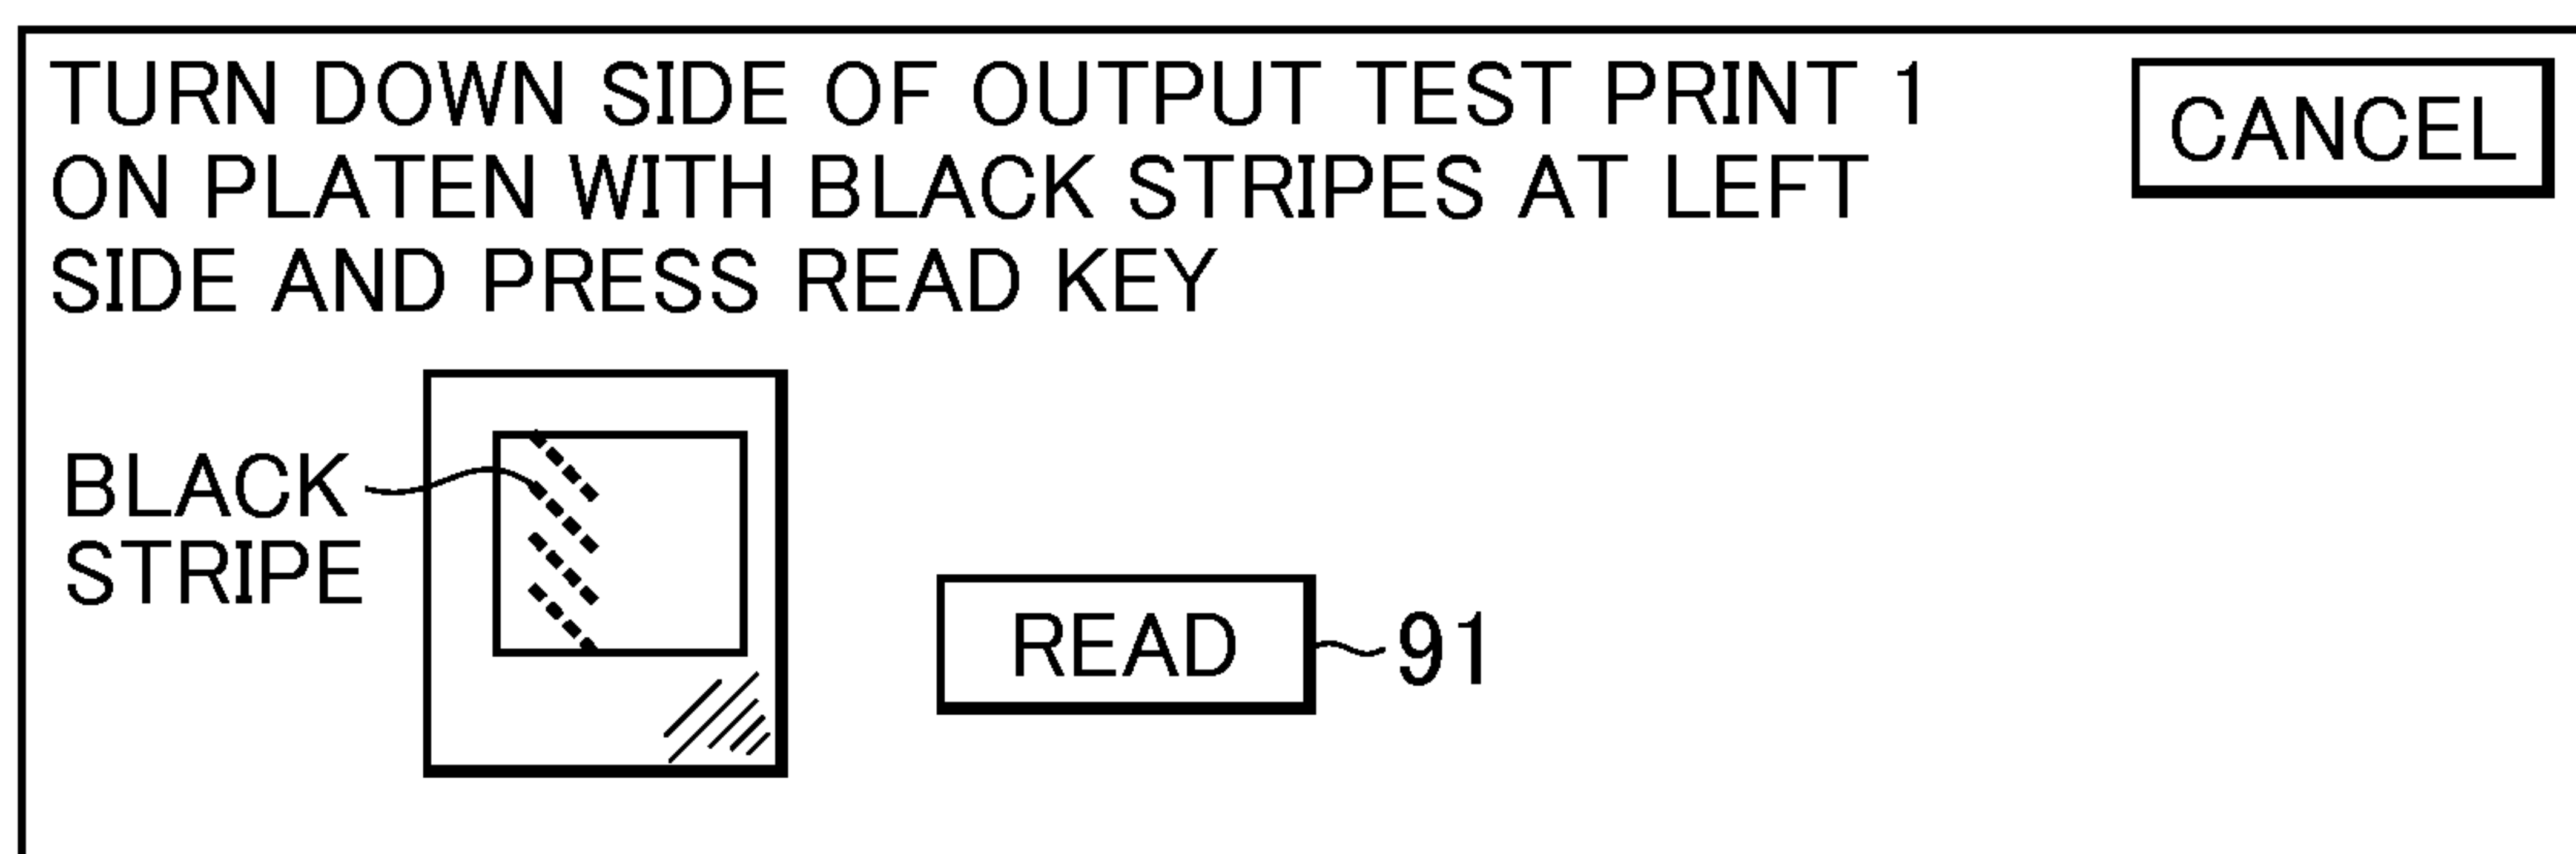 TURN DOWN SIDE OF OUTPUT TEST PRINT 1
ON PLATEN WITH BLACK STRIPES AT LEFT
SIDE AND PRESS READ KEY
CANCEL
BLACK
STRIPE
READ
91